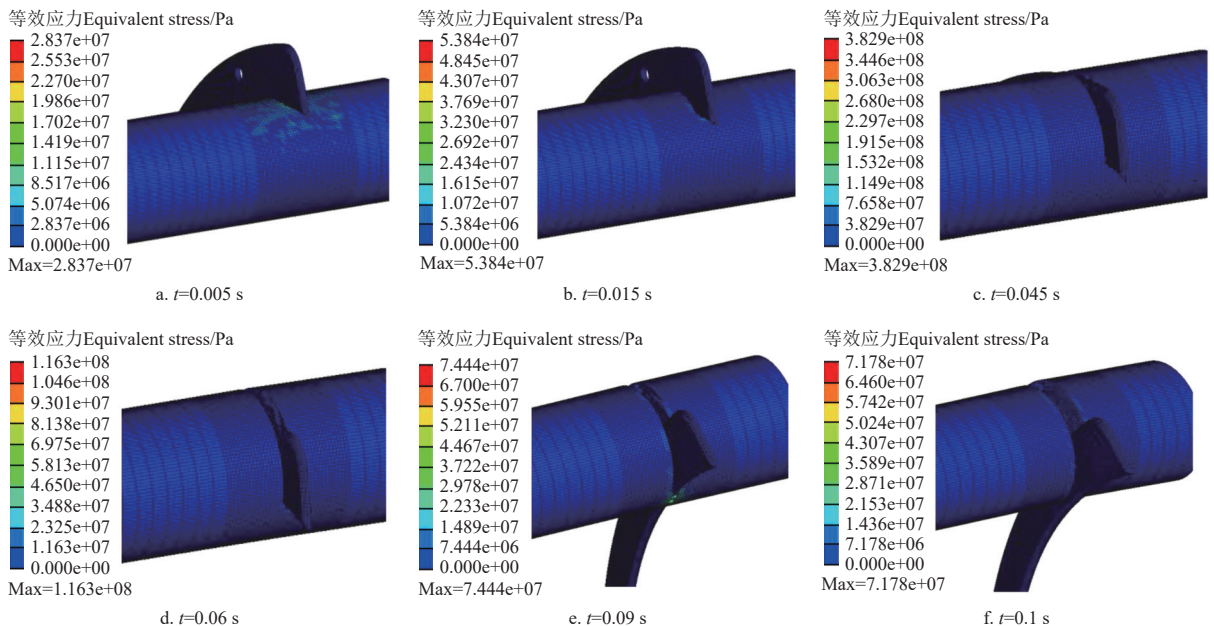 等效应力Equivalent stress/Pa
2.837e+07
2.553e+07
2.270e+07
1.986e+07
1.702e+07
1.419e+07
1.115e+07
8.517e+06
5.074e+06
2.837e+06
0.000e+00
Max=2.837e+07
a. t=0.005 s
等效应力Equivalent stress/Pa
5.384e+07
4.845e+07
4.307e+07
3.769e+07
3.230e+07
2.692e+07
2.434e+07
1.615e+07
1.077e+07
5.384e+06
0.000e+00
Max=5.384e+07
b. t=0.015 s
等效应力Equivalent stress/Pa
3.829e+08
3.446e+08
3.063e+08
2.680e+08
2.297e+08
1.915e+08
1.532e+08
1.149e+08
7.658e+07
3.829e+07
0.000e+00
Max=3.829e+08
c. t=0.045 s
等效应力Equivalent stress/Pa
1.163e+08
1.046e+08
9.301e+07
8.138e+07
6.975e+07
5.813e+07
4.650e+07
3.488e+07
2.325e+07
1.163e+07
0.000e+00
Max=1.163e+08
d. t=0.06 s
等效应力Equivalent stress/Pa
7.444e+07
6.700e+07
5.955e+07
5.211e+07
4.467e+07
3.722e+07
2.978e+07
2.233e+07
1.489e+07
7.444e+06
0.000e+00
Max=7.444e+07
e. t=0.09 s
等效应力Equivalent stress/Pa
7.178e+07
6.460e+07
5.742e+07
5.024e+07
4.307e+07
3.589e+07
2.871e+07
2.153e+07
1.436e+07
7.178e+06
0.000e+00
Max=7.178e+07
f. t=0.1 s